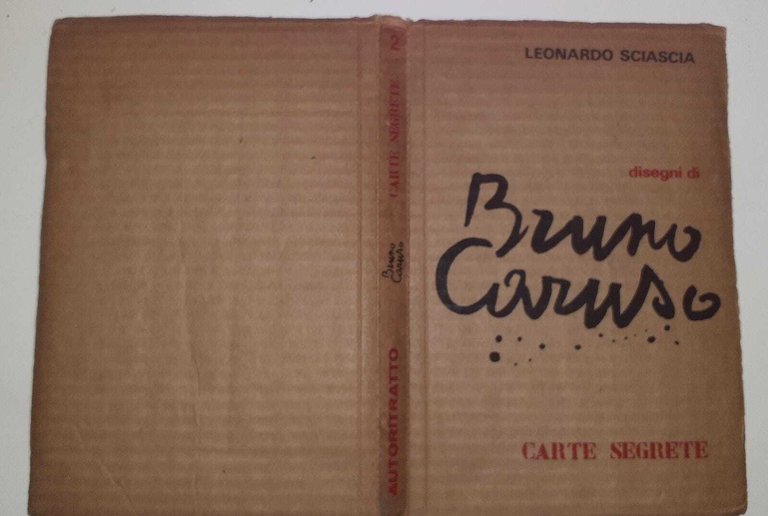 2
CARTE SEGRETE
Bruno
Caruso
AUTORITRATTO
LEONARDO SCIASCIA
disegni di
Bruno
Caruso
CARTE SEGRETE